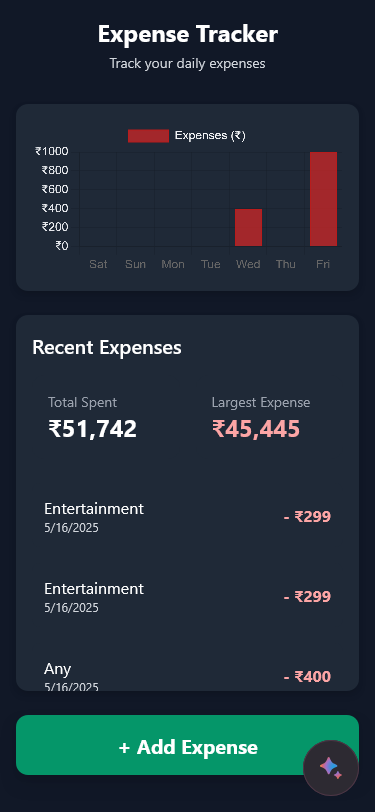 Expense Tracker
Track your daily expenses
Expenses (₹)
₹1000
₹800
₹600
₹400
₹200
₹0
Sat Sun Mon Tue Wed Thu Fri
Recent Expenses
Total Spent Largest Expense
₹51,742 ₹45,445
Entertainment
- ₹299
5/16/2025
Entertainment
- ₹299
5/16/2025
Any
- ₹400
5/16/2025
+ Add Expense